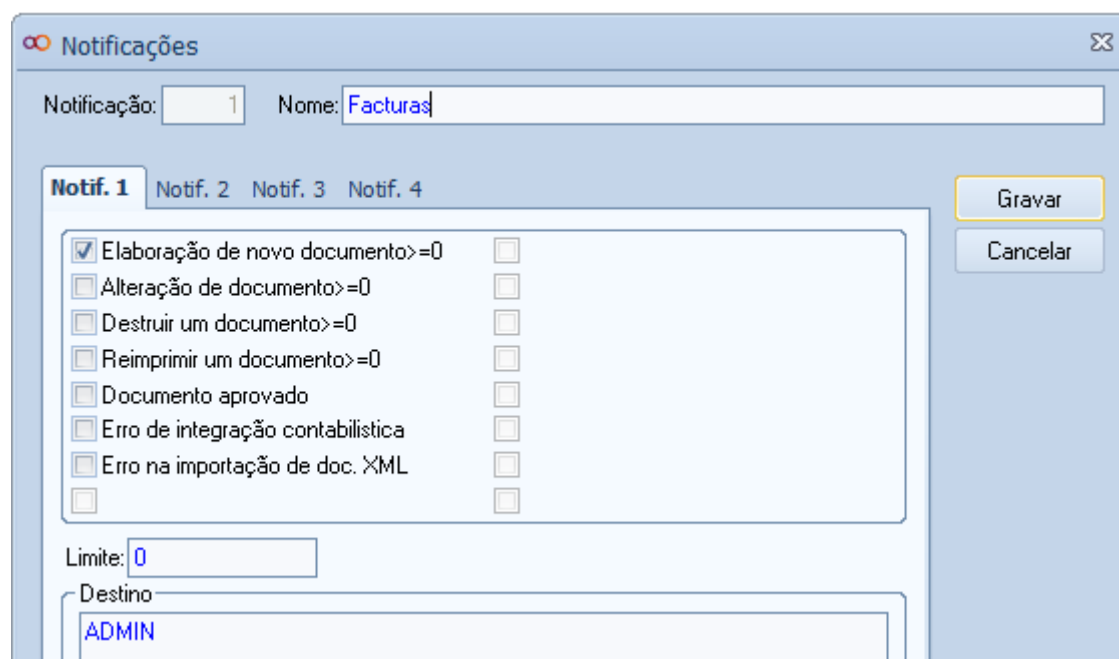 Notificações
Notificação: 1 Nome: Facturas
Notif. 1 Notif. 2 Notif. 3 Notif. 4
Gravar
Elaboração de novo documento>=0
Cancelar
Alteração de documento>=0
Destruir um documento>=0
Reimprimir um documento>=0
Documento aprovado
Erro de integração contabilistica
Erro na importação de doc. XML
Limite: 0
Destino
ADMIN